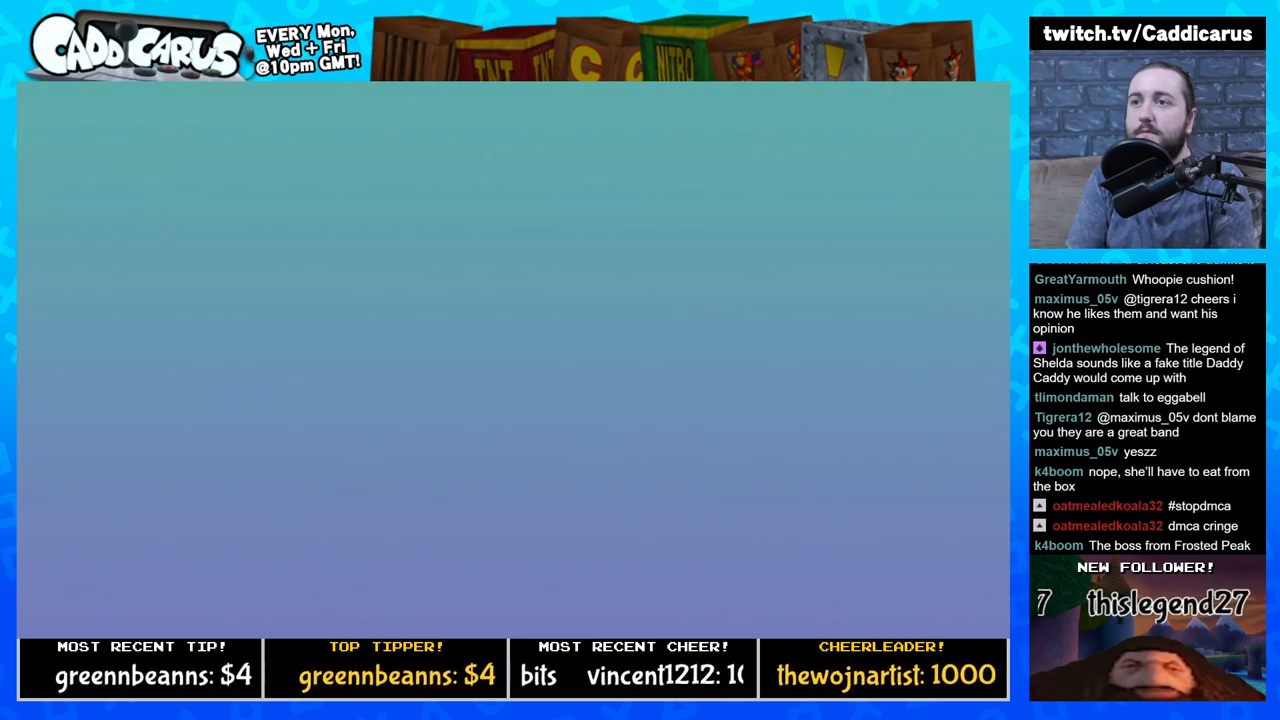 CADDICARUS
EVERY Mon,
Wed + Fri
@10pm GMT!
TNT
C
NITRO
twitch.tv/Caddicarus
GreatYarmouth Whoopie cushion!
maximus_05v @tigrera12 cheers i
know he likes them and want his
opinion
jonthewholesome The legend of
Shelda sounds like a fake title Daddy
Caddy would come up with
tlimondaman talk to eggabell
Tigrera12 @maximus_05v dont blame
you they are a great band
maximus_05v yeszz
k4boom nope, she'll have to eat from
the box
oatmealedkoala32 #stopdmca
oatmealedkoala32 dmca cringe
k4boom The boss from Frosted Peak
NEW FOLLOWER!
7 thislegend27
MOST RECENT TIP!
greennbeanns: $4
TOP TIPPER!
greennbeanns: $4
MOST RECENT CHEER!
bits vincent1212:
CHEERLEADER!
thewojnartist: 1000